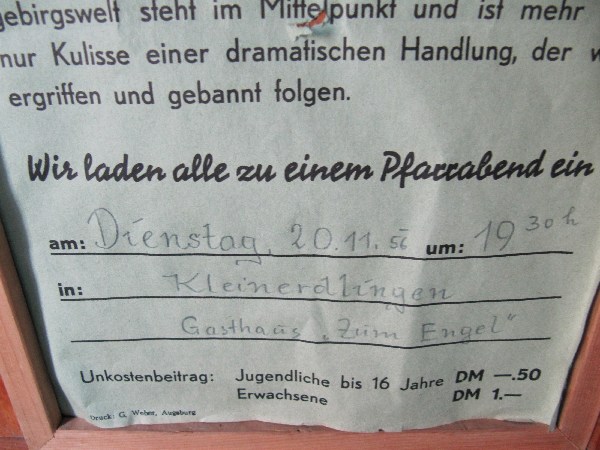 gebirgswelt steht im Mittelpunkt und ist mehr
nur Kulisse einer dramatischen Handlung, der
ergriffen und gebannt folgen.
Wir laden alle zu einem Pfarrabend ein
am: Dienstag, 20.11.56 um: 19 30 h
in: Kleinerdlingen
Gasthaus „Zum Engel"
Unkostenbeitrag: Jugendliche bis 16 Jahre DM —.50
Erwachsene DM 1.—
Druck: G. Weber, Augsburg